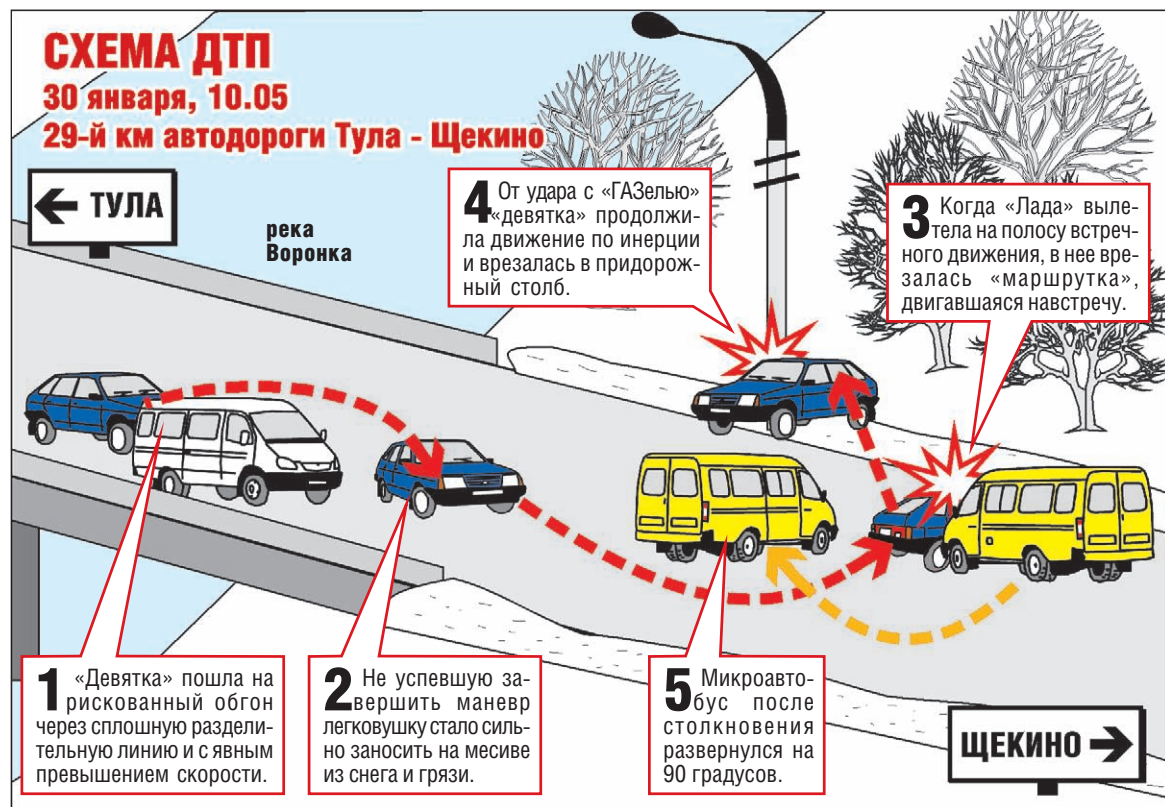 СХЕМА ДТП
30 января, 10.05
29-й км автодороги Тула - Щекино
← ТУЛА
река
Воронка
4 От удара с «ГАЗелью»
«девятка» продолжи-
ла движение по инерции
и врезалась в придорож-
ный столб.
3 Когда «Лада» выле-
тела на полосу встреч-
ного движения, в нее вре-
залась «маршрутка»,
двигавшаяся навстречу.
1 «Девятка» пошла на
рискованный обгон
через сплошную раздели-
тельную линию и с явным
превышением скорости.
2 Не успевшую за-
вершить маневр
легковушку стало силь-
но заносить на месиве
из снега и грязи.
5 Микроавто-
бус после
столкновения
развернулся на
90 градусов.
ЩЕКИНО →